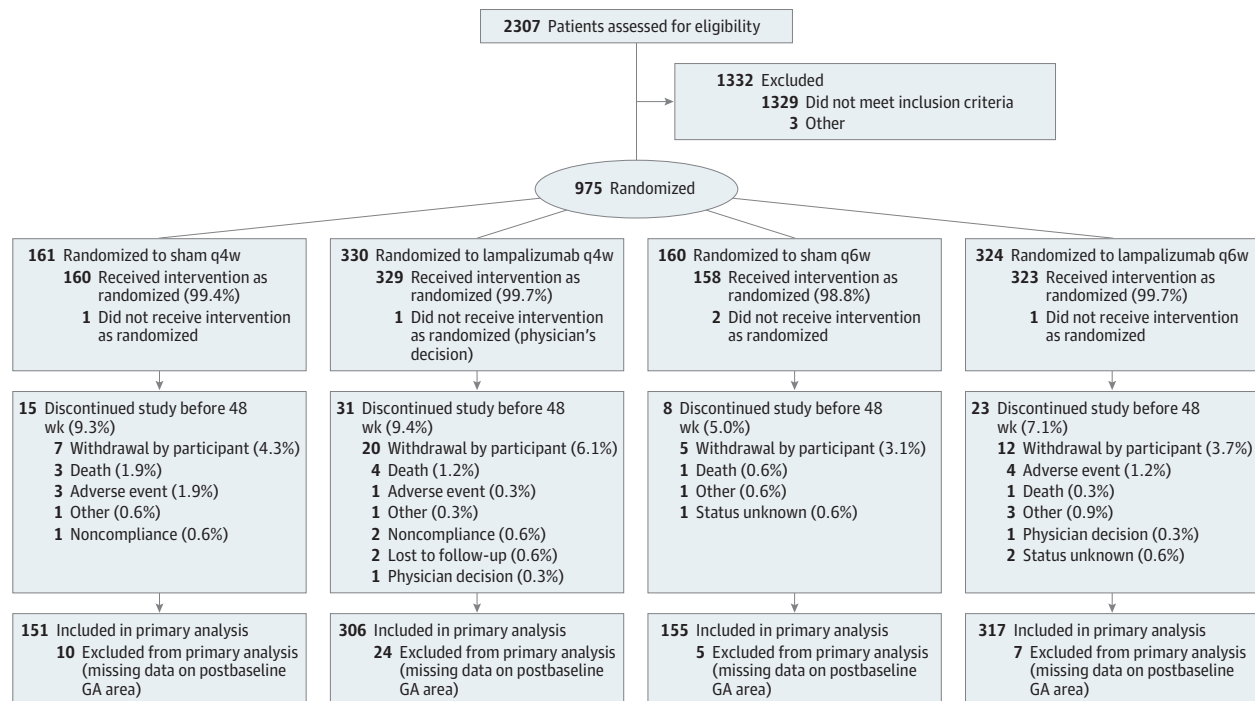 2307 Patients assessed for eligibility
1332 Excluded
1329 Did not meet inclusion criteria
3 Other
975 Randomized
161 Randomized to sham q4w
160 Received intervention as
randomized (99.4%)
1 Did not receive intervention
as randomized
330 Randomized to lampalizumab q4w
329 Received intervention as
randomized (99.7%)
1 Did not receive intervention
as randomized (physician's
decision)
160 Randomized to sham q6w
158 Received intervention as
randomized (98.8%)
2 Did not receive intervention
as randomized
324 Randomized to lampalizumab q6w
323 Received intervention as
randomized (99.7%)
1 Did not receive intervention
as randomized
15 Discontinued study before 48
wk (9.3%)
7 Withdrawal by participant (4.3%)
3 Death (1.9%)
3 Adverse event (1.9%)
1 Other (0.6%)
1 Noncompliance (0.6%)
31 Discontinued study before 48
wk (9.4%)
20 Withdrawal by participant (6.1%)
4 Death (1.2%)
1 Adverse event (0.3%)
1 Other (0.3%)
2 Noncompliance (0.6%)
2 Lost to follow-up (0.6%)
1 Physician decision (0.3%)
8 Discontinued study before 48
wk (5.0%)
5 Withdrawal by participant (3.1%)
1 Death (0.6%)
1 Other (0.6%)
1 Status unknown (0.6%)
23 Discontinued study before 48
wk (7.1%)
12 Withdrawal by participant (3.7%)
4 Adverse event (1.2%)
1 Death (0.3%)
3 Other (0.9%)
1 Physician decision (0.3%)
2 Status unknown (0.6%)
151 Included in primary analysis
10 Excluded from primary analysis
(missing data on postbaseline
GA area)
306 Included in primary analysis
24 Excluded from primary analysis
(missing data on postbaseline
GA area)
155 Included in primary analysis
5 Excluded from primary analysis
(missing data on postbaseline
GA area)
317 Included in primary analysis
7 Excluded from primary analysis
(missing data on postbaseline
GA area)